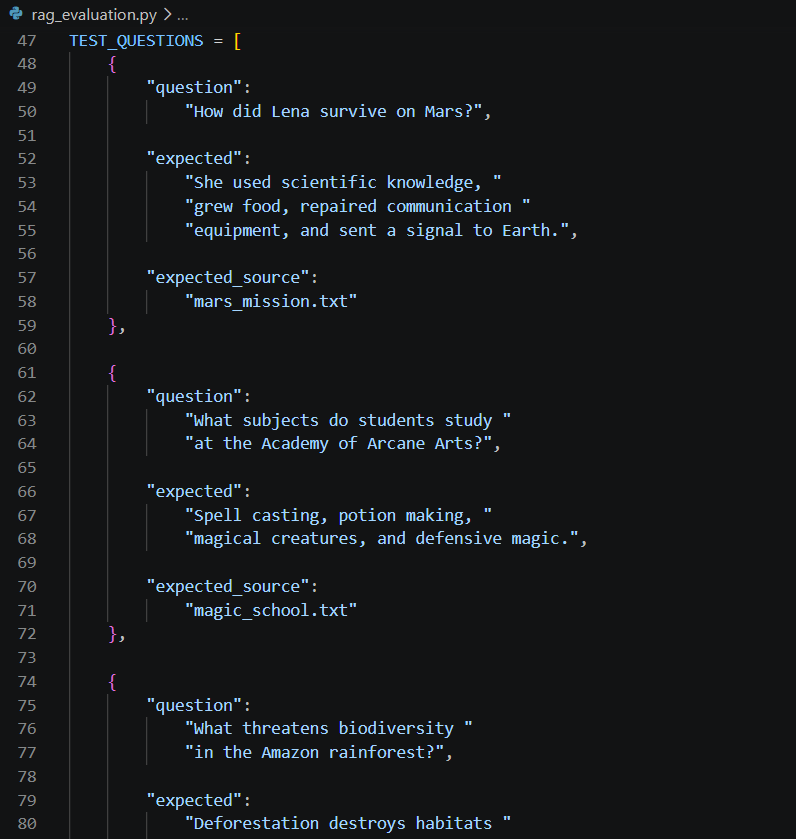 rag_evaluation.py > ...
47 TEST_QUESTIONS = [
48 {
49 "question":
50 "How did Lena survive on Mars?",
51
52 "expected":
53 "She used scientific knowledge, "
54 "grew food, repaired communication "
55 "equipment, and sent a signal to Earth.",
56
57 "expected_source":
58 "mars_mission.txt"
59 },
60
61 {
62 "question":
63 "What subjects do students study "
64 "at the Academy of Arcane Arts?",
65
66 "expected":
67 "Spell casting, potion making, "
68 "magical creatures, and defensive magic.",
69
70 "expected_source":
71 "magic_school.txt"
72 },
73
74 {
75 "question":
76 "What threatens biodiversity "
77 "in the Amazon rainforest?",
78
79 "expected":
80 "Deforestation destroys habitats "